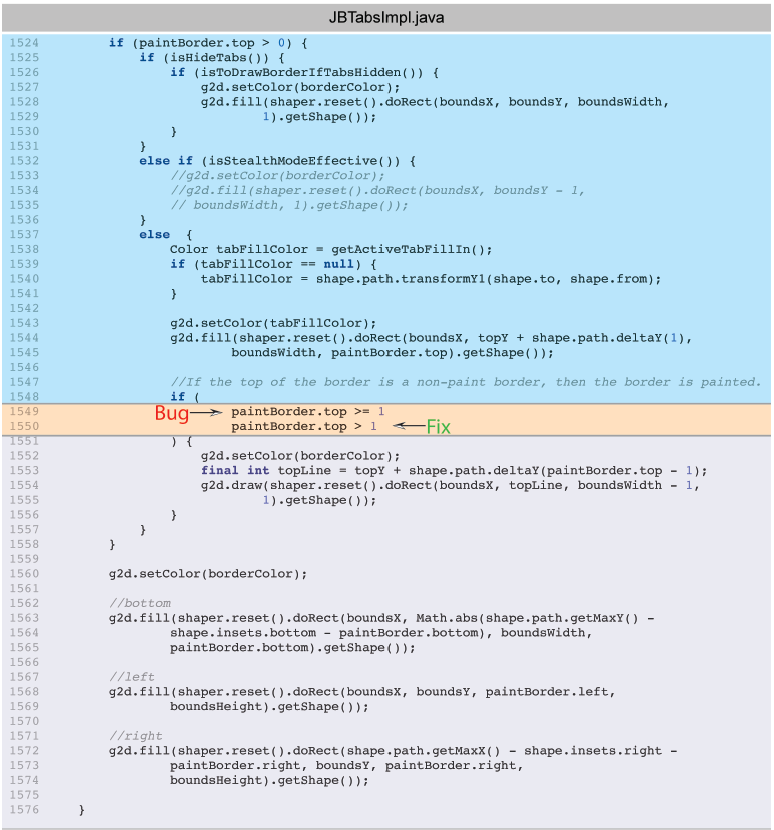 JBTabsImpl.java
1524 if (paintBorder.top > 0) {
1525 if (isHideTabs()) {
1526 if (isToDrawBorderIfTabsHidden()) {
1527 g2d.setColor(borderColor);
1528 g2d.fill(shaper.reset().doRect(boundsX, boundsY, boundsWidth,
1529 1).getShape());
1530 }
1531 }
1532 else if (isStealthModeEffective()) {
1533 //g2d.setColor(borderColor);
1534 //g2d.fill(shaper.reset().doRect(boundsX, boundsY - 1,
1535 // boundsWidth, 1).getShape());
1536 }
1537 else {
1538 Color tabFillColor = getActiveTabFillIn();
1539 if (tabFillColor == null) {
1540 tabFillColor = shape.path.transformY1(shape.to, shape.from);
1541 }
1542
1543 g2d.setColor(tabFillColor);
1544 g2d.fill(shaper.reset().doRect(boundsX, topY + shape.path.deltaY(1),
1545 boundsWidth, paintBorder.top).getShape());
1546
1547 //If the top of the border is a non-paint border, then the border is painted.
1548 if (
1549 Bug paintBorder.top >= 1
1550 paintBorder.top > 1 Fix
1551 ) {
1552 g2d.setColor(borderColor);
1553 final int topLine = topY + shape.path.deltaY(paintBorder.top - 1);
1554 g2d.draw(shaper.reset().doRect(boundsX, topLine, boundsWidth - 1,
1555 1).getShape());
1556 }
1557 }
1558 }
1559
1560 g2d.setColor(borderColor);
1561
1562 //bottom
1563 g2d.fill(shaper.reset().doRect(boundsX, Math.abs(shape.path.getMaxY() -
1564 shape.insets.bottom - paintBorder.bottom), boundsWidth,
1565 paintBorder.bottom).getShape());
1566
1567 //left
1568 g2d.fill(shaper.reset().doRect(boundsX, boundsY, paintBorder.left,
1569 boundsHeight).getShape());
1570
1571 //right
1572 g2d.fill(shaper.reset().doRect(shape.path.getMaxX() - shape.insets.right -
1573 paintBorder.right, boundsY, paintBorder.right,
1574 boundsHeight).getShape());
1575
1576 }